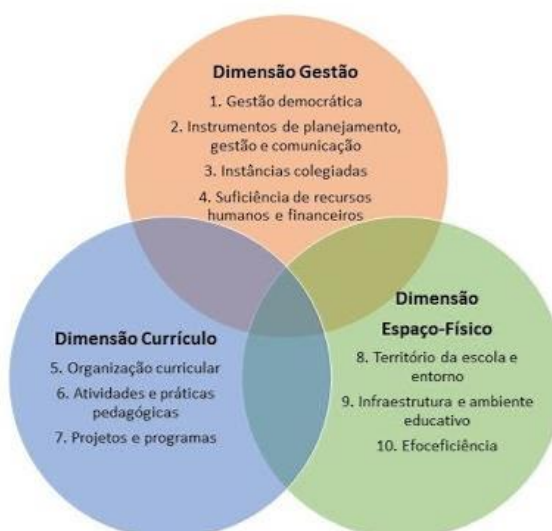 Dimensão Gestão
1. Gestão democrática
2. Instrumentos de planejamento,
gestão e comunicação
3. Instâncias colegiadas
4. Suficiência de recursos
humanos e financeiros
Dimensão Currículo
5. Organização curricular
6. Atividades e práticas
pedagógicas
7. Projetos e programas
Dimensão
Espaço-Físico
8. Território da escola e
entorno
9. Infraestrutura e ambiente
educativo
10. Efoceficiência